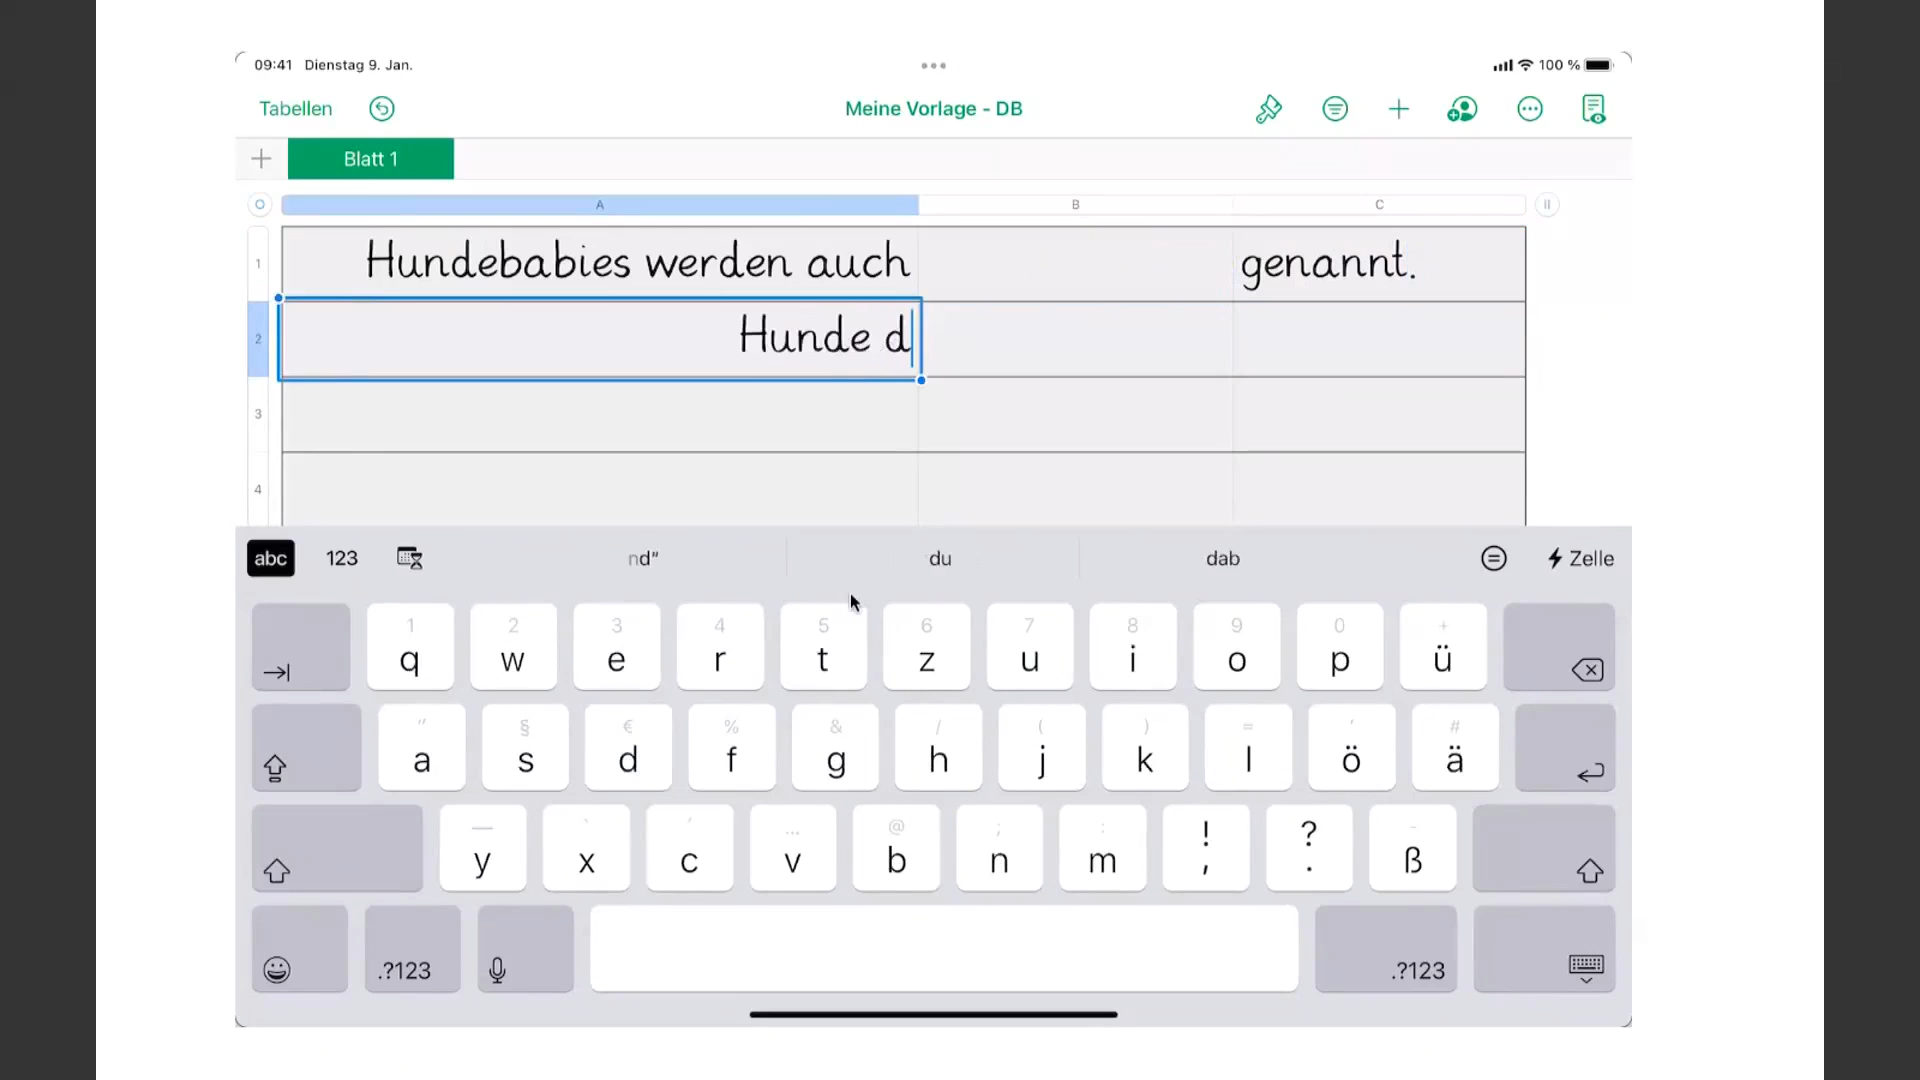 09:41 Dienstag 9. Jan. 100 %
Tabellen Meine Vorlage - DB
Blatt 1
A B C
1 Hundebabies werden auch genannt.
2 Hunde d
3
4
abc 123 nd" du dab Zelle
1 2 3 4 5 6 7 8 9 0 +
q w e r t z u i o p ü
" § € % & / ( ) = ' #
a s d f g h j k l ö ä
— ` ´ ... @ ; : ! ? -
y x c v b n m , . ß
.?123 .?123